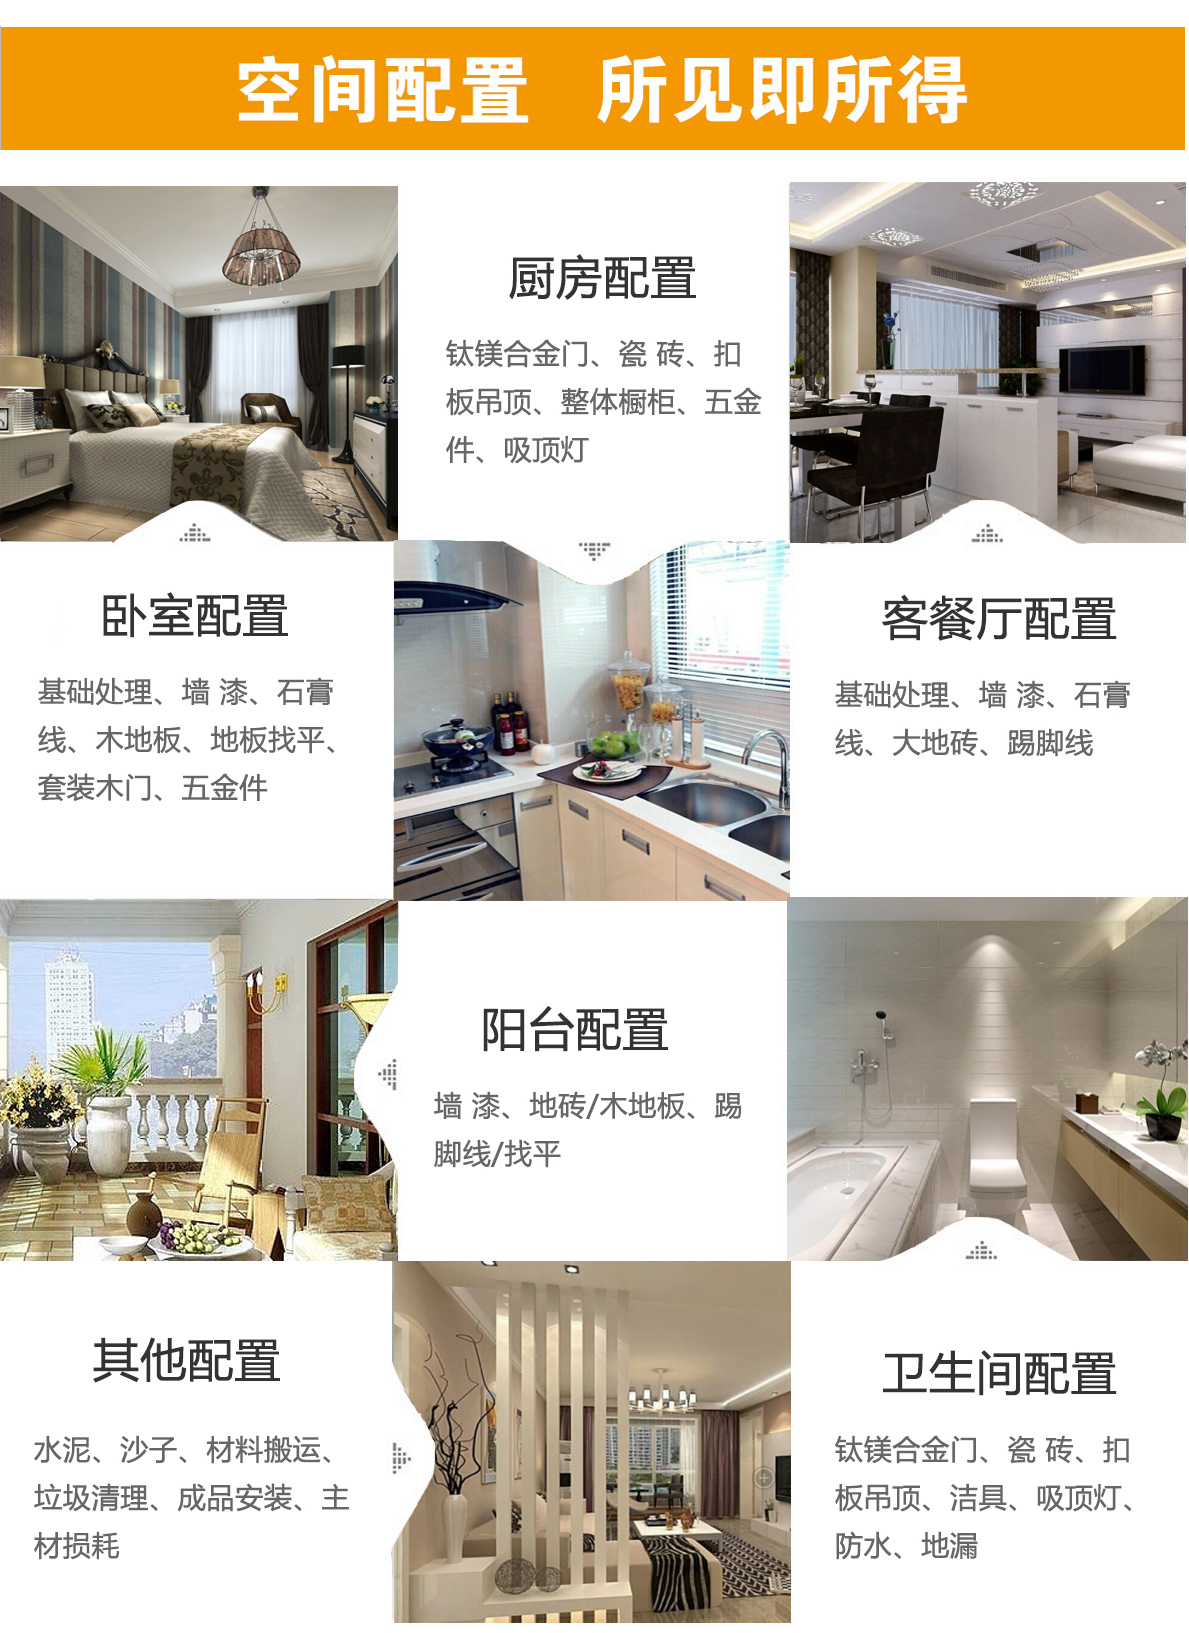 空间配置 所见即所得
厨房配置
钛镁合金门、瓷 砖、扣
板吊顶、整体橱柜、五金
件、吸顶灯
卧室配置
基础处理、墙 漆、石膏
线、木地板、地板找平、
套装木门、五金件
客餐厅配置
基础处理、墙 漆、石膏
线、大地砖、踢脚线
阳台配置
墙 漆、地砖/木地板、踢
脚线/找平
其他配置
水泥、沙子、材料搬运、
垃圾清理、成品安装、主
材损耗
卫生间配置
钛镁合金门、瓷 砖、扣
板吊顶、洁具、吸顶灯、
防水、地漏